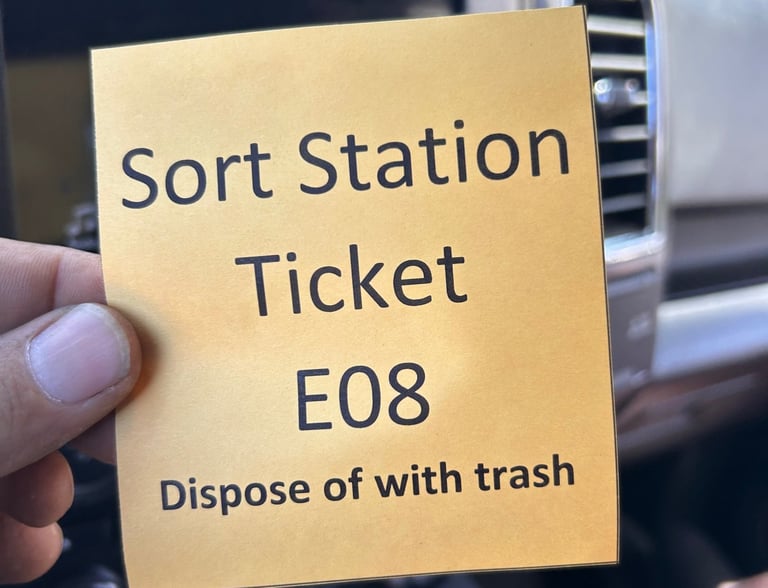 Sort Station
Ticket
E08
Dispose of with trash